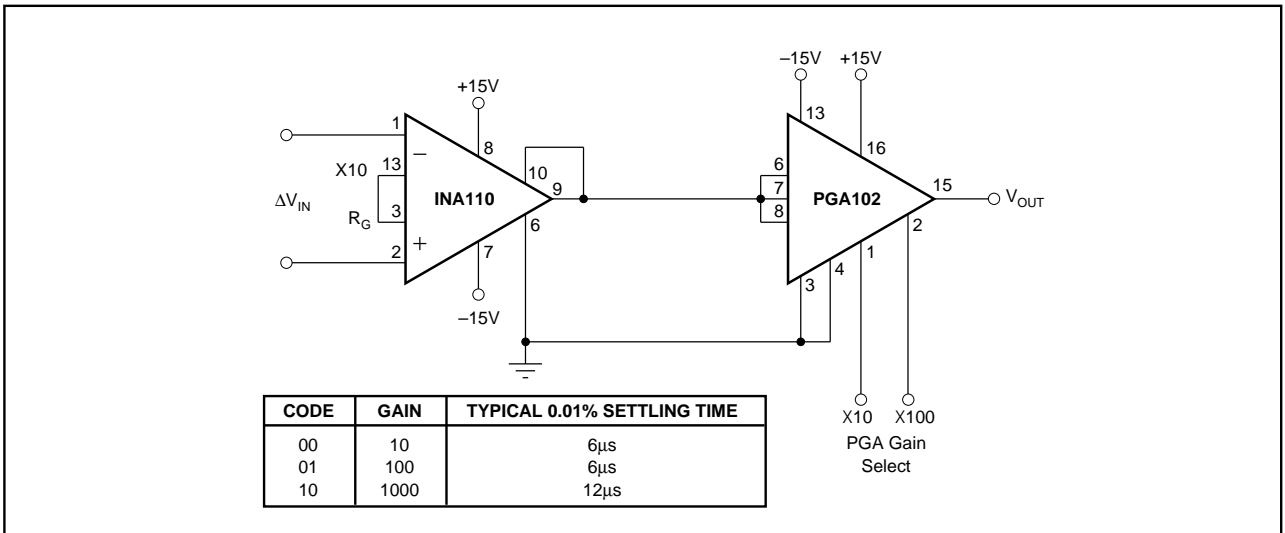 –15V +15V
+15V
13
1
8
16
X10 13
–
10
6
INA110
9
7
PGA102
15
ΔV_IN
V_OUT
3
R_G
8
6
2
2
+
7
1
4
3
–15V
X10 X100
PGA Gain
Select
CODE GAIN TYPICAL 0.01% SETTLING TIME
00 10 6µs
01 100 6µs
10 1000 12µs